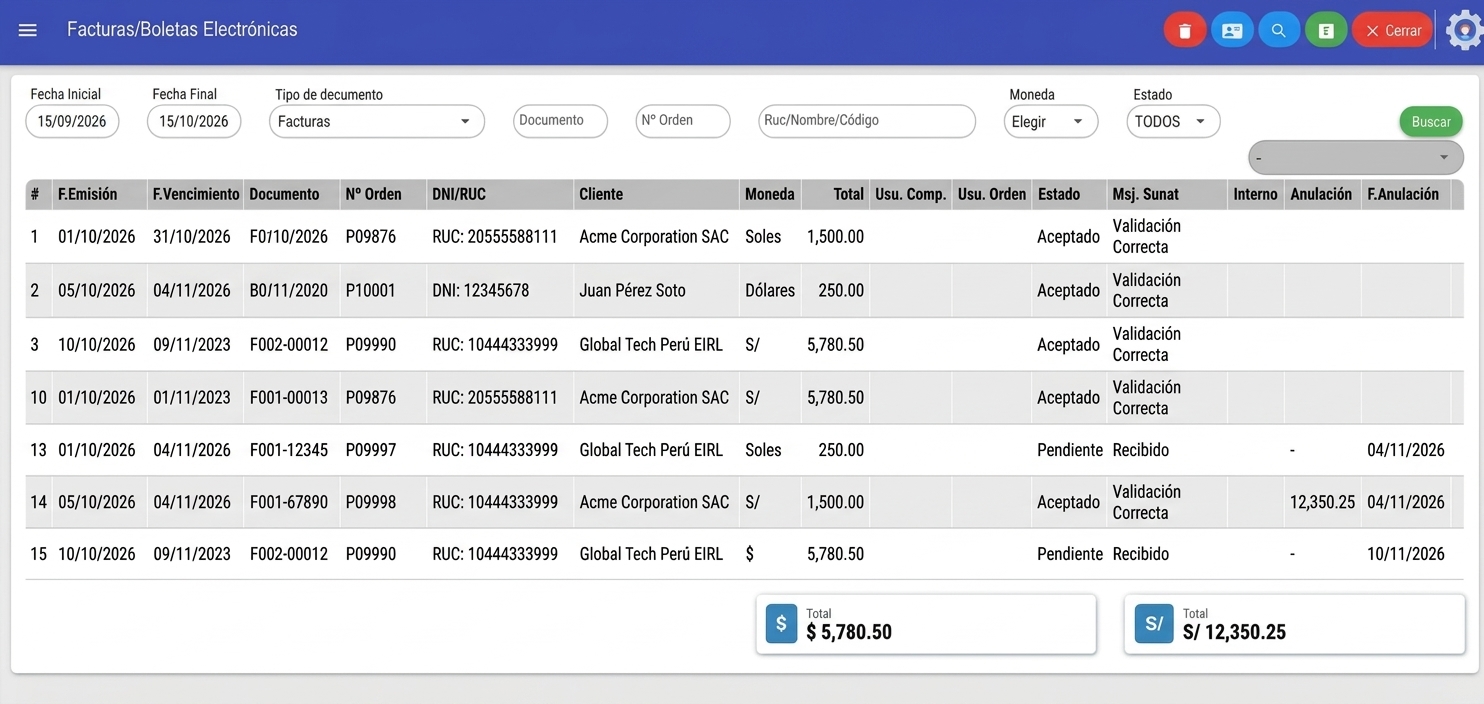 Facturas/Boletas Electrónicas
Cerrar
Fecha Inicial Fecha Final Tipo de decumento Moneda Estado
15/09/2026 15/10/2026 Facturas Documento Nº Orden Ruc/Nombre/Código Elegir TODOS Buscar
-
# F.Emisión F.Vencimiento Documento Nº Orden DNI/RUC Cliente Moneda Total Usu. Comp. Usu. Orden Estado Msj. Sunat Interno Anulación F.Anulación
1 01/10/2026 31/10/2026 F0/10/2026 P09876 RUC: 20555588111 Acme Corporation SAC Soles 1,500.00 Aceptado Validación
Correcta
2 05/10/2026 04/11/2026 B0/11/2020 P10001 DNI: 12345678 Juan Pérez Soto Dólares 250.00 Aceptado Validación
Correcta
3 10/10/2026 09/11/2023 F002-00012 P09990 RUC: 10444333999 Global Tech Perú EIRL S/ 5,780.50 Aceptado Validación
Correcta
10 01/10/2026 01/11/2023 F001-00013 P09876 RUC: 20555588111 Acme Corporation SAC S/ 5,780.50 Aceptado Validación
Correcta
13 01/10/2026 04/11/2026 F001-12345 P09997 RUC: 10444333999 Global Tech Perú EIRL Soles 250.00 Pendiente Recibido - 04/11/2026
14 05/10/2026 04/11/2026 F001-67890 P09998 RUC: 10444333999 Acme Corporation SAC S/ 1,500.00 Aceptado Validación
Correcta 12,350.25 04/11/2026
15 10/10/2026 09/11/2023 F002-00012 P09990 RUC: 10444333999 Global Tech Perú EIRL $ 5,780.50 Pendiente Recibido - 10/11/2026
$ Total
$ 5,780.50
S/ Total
S/ 12,350.25